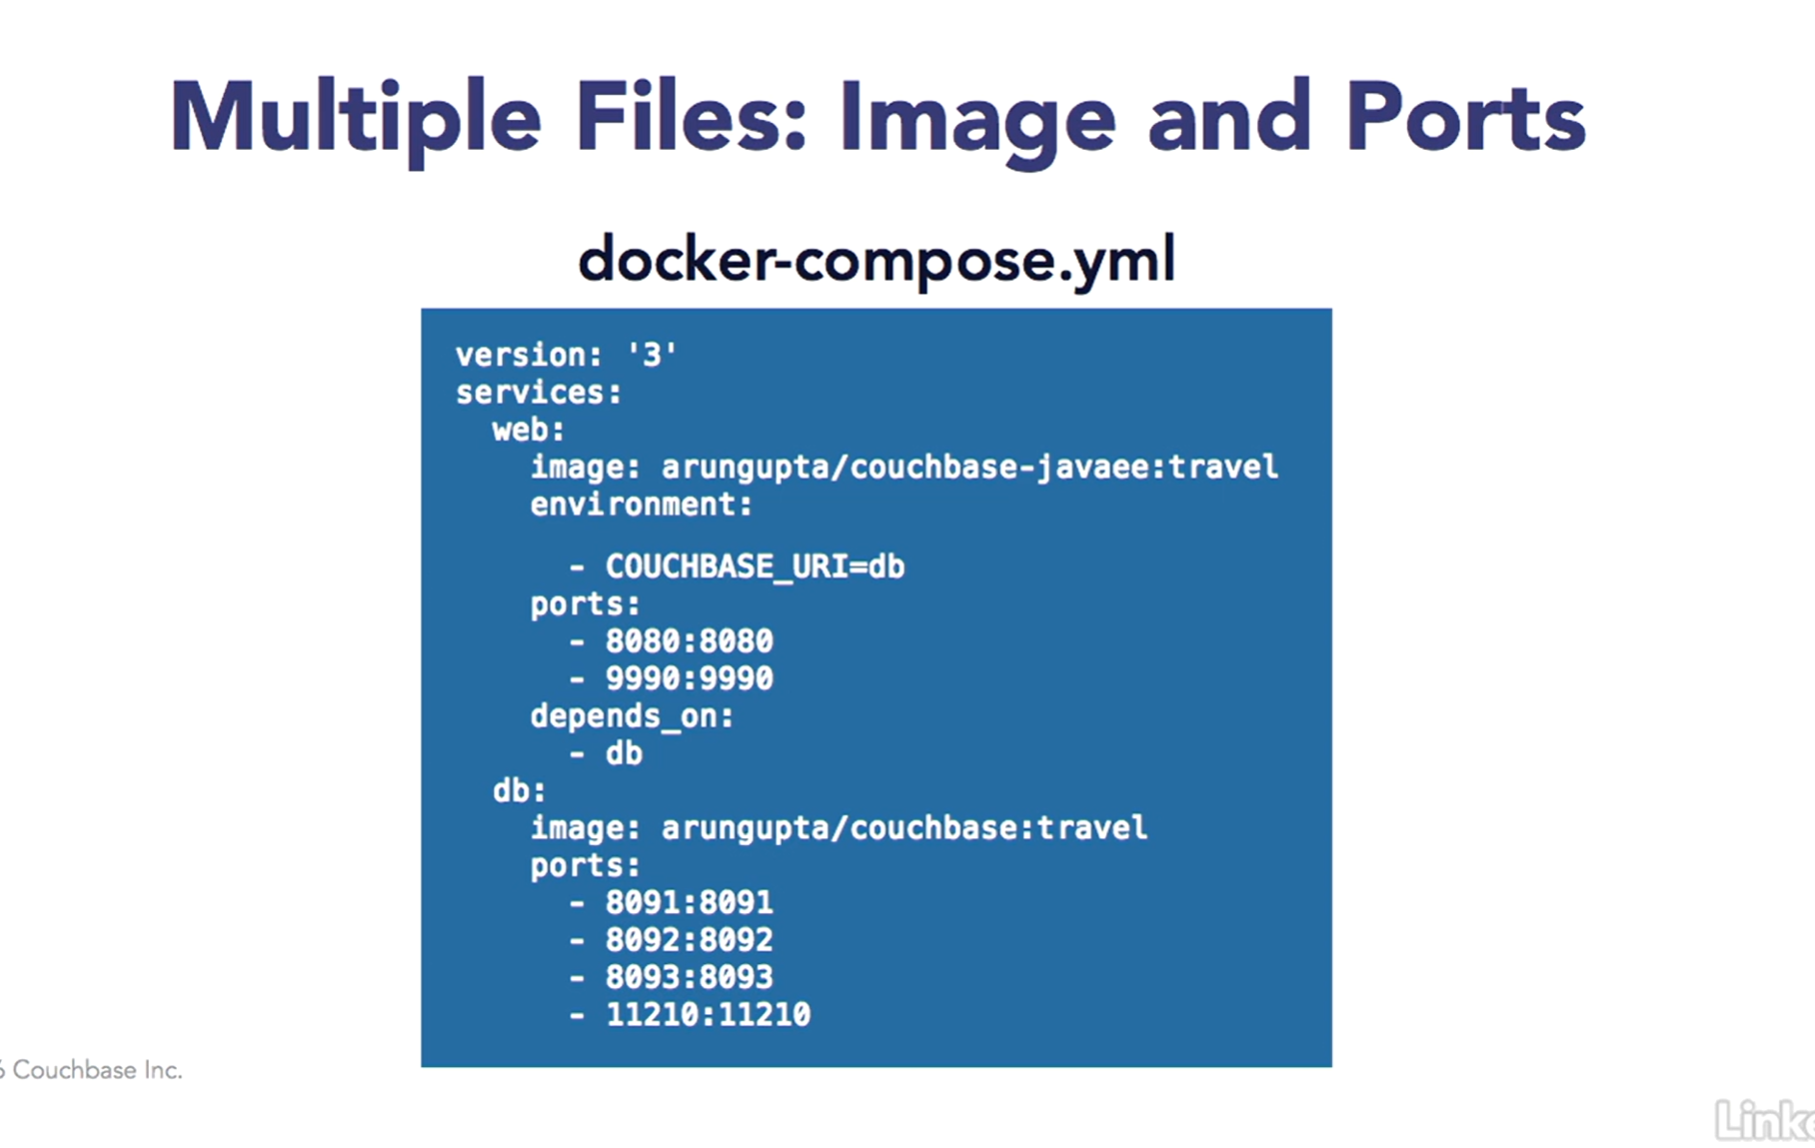 Multiple Files: Image and Ports
docker-compose.yml
version: '3'
services:
  web:
    image: arungupta/couchbase-javaee:travel
    environment:
      - COUCHBASE_URI=db
    ports:
      - 8080:8080
      - 9990:9990
    depends_on:
      - db
  db:
    image: arungupta/couchbase:travel
    ports:
      - 8091:8091
      - 8092:8092
      - 8093:8093
      - 11210:11210
Couchbase Inc.